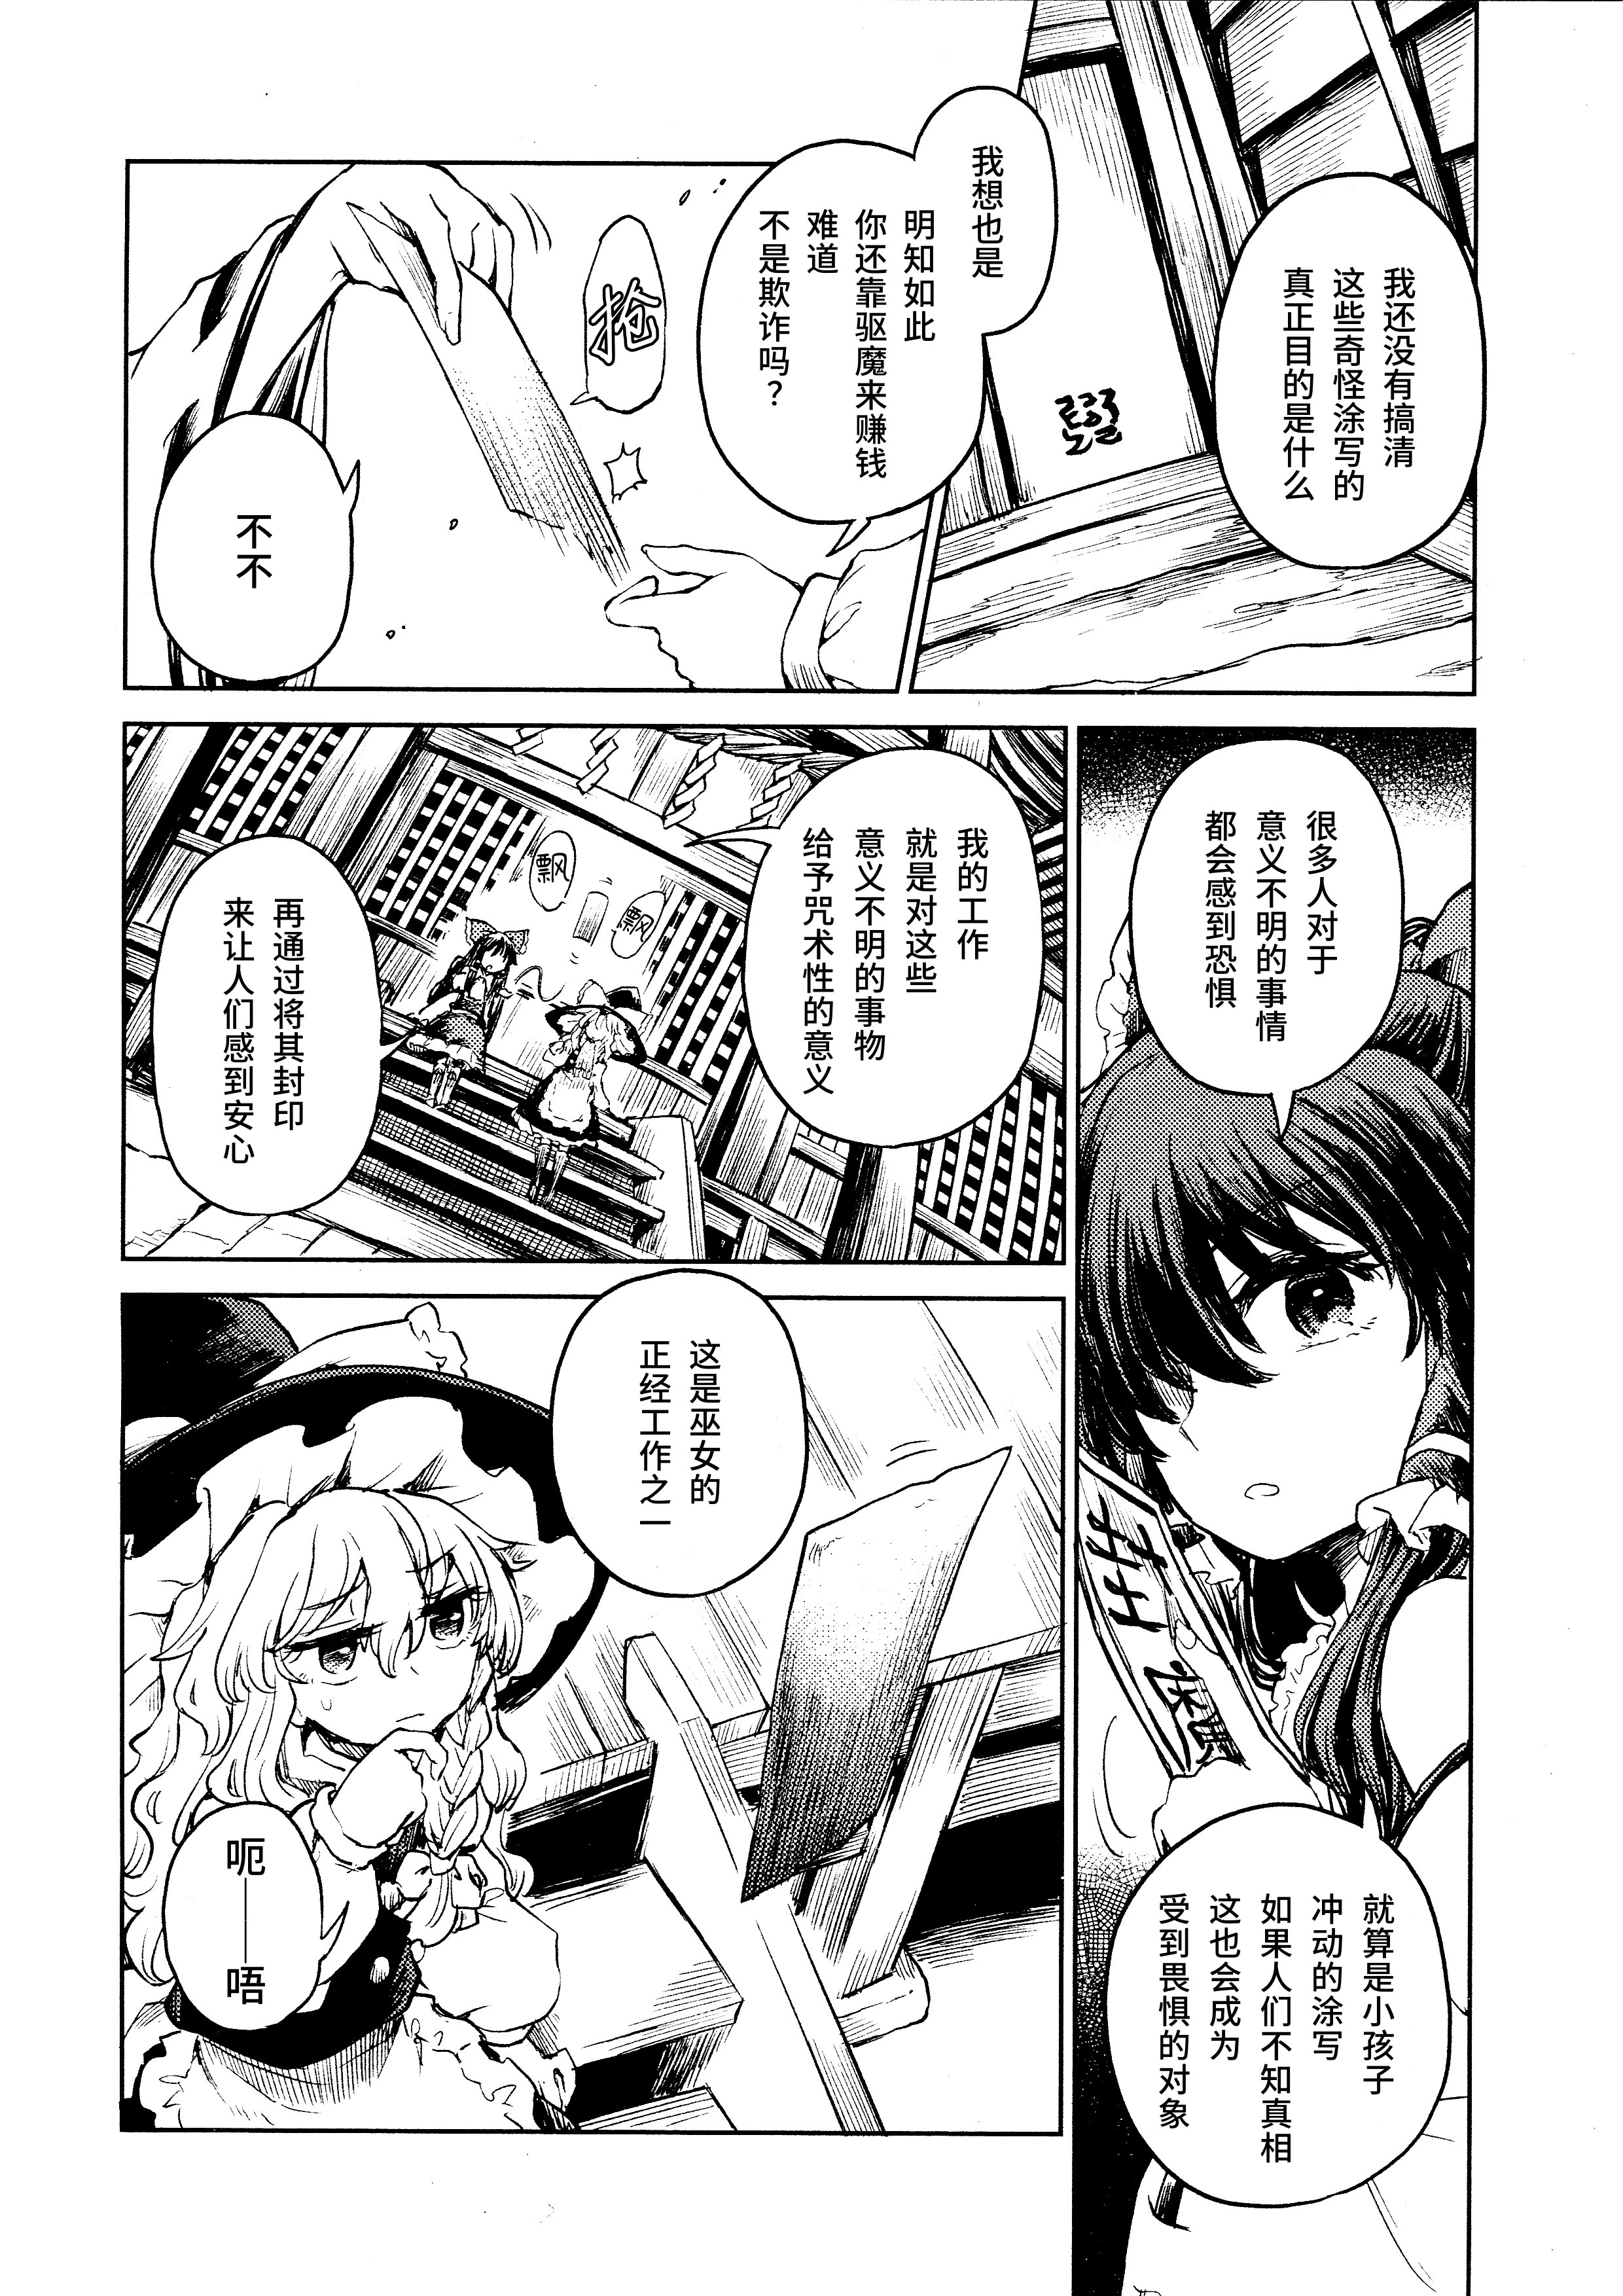 我还没有搞清
这些奇怪涂写的
真正目的是什么
我想也是
明知如此
你还靠驱魔来赚钱
难道
不是欺诈吗？
抢
不不
很多人对于
意义不明的事情
都会感到恐惧
就算是小孩子
冲动的涂写
如果人们不知真相
这也会成为
受到畏惧的对象
我的工作
就是对这些
意义不明的事物
给予咒术性的意义
飘
飘
再通过将其封印
来让人们感到安心
这是巫女的
正经工作之一
呃——唔